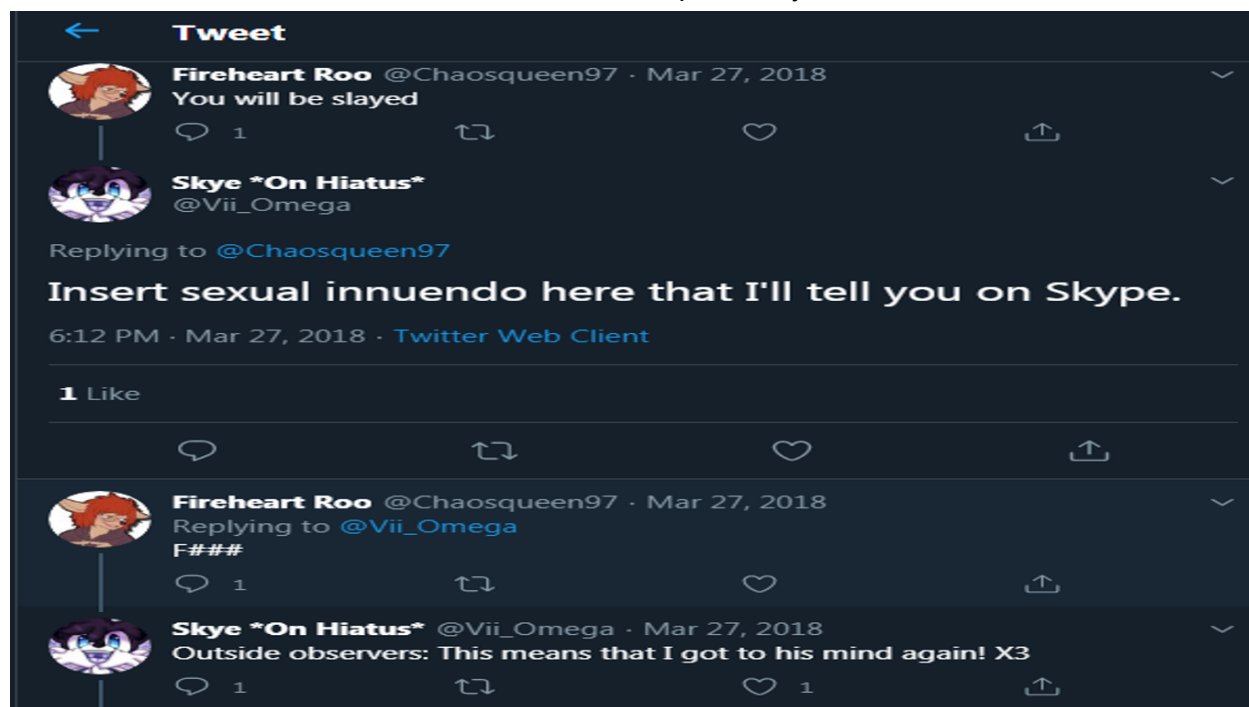 Tweet
Fireheart Roo @Chaosqueen97 · Mar 27, 2018
You will be slayed
1
Skye *On Hiatus*
@Vii_Omega
Replying to @Chaosqueen97
Insert sexual innuendo here that I'll tell you on Skype.
6:12 PM · Mar 27, 2018 · Twitter Web Client
1 Like
Fireheart Roo @Chaosqueen97 · Mar 27, 2018
Replying to @Vii_Omega
F###
1
Skye *On Hiatus* @Vii_Omega · Mar 27, 2018
Outside observers: This means that I got to his mind again! X3
1 1